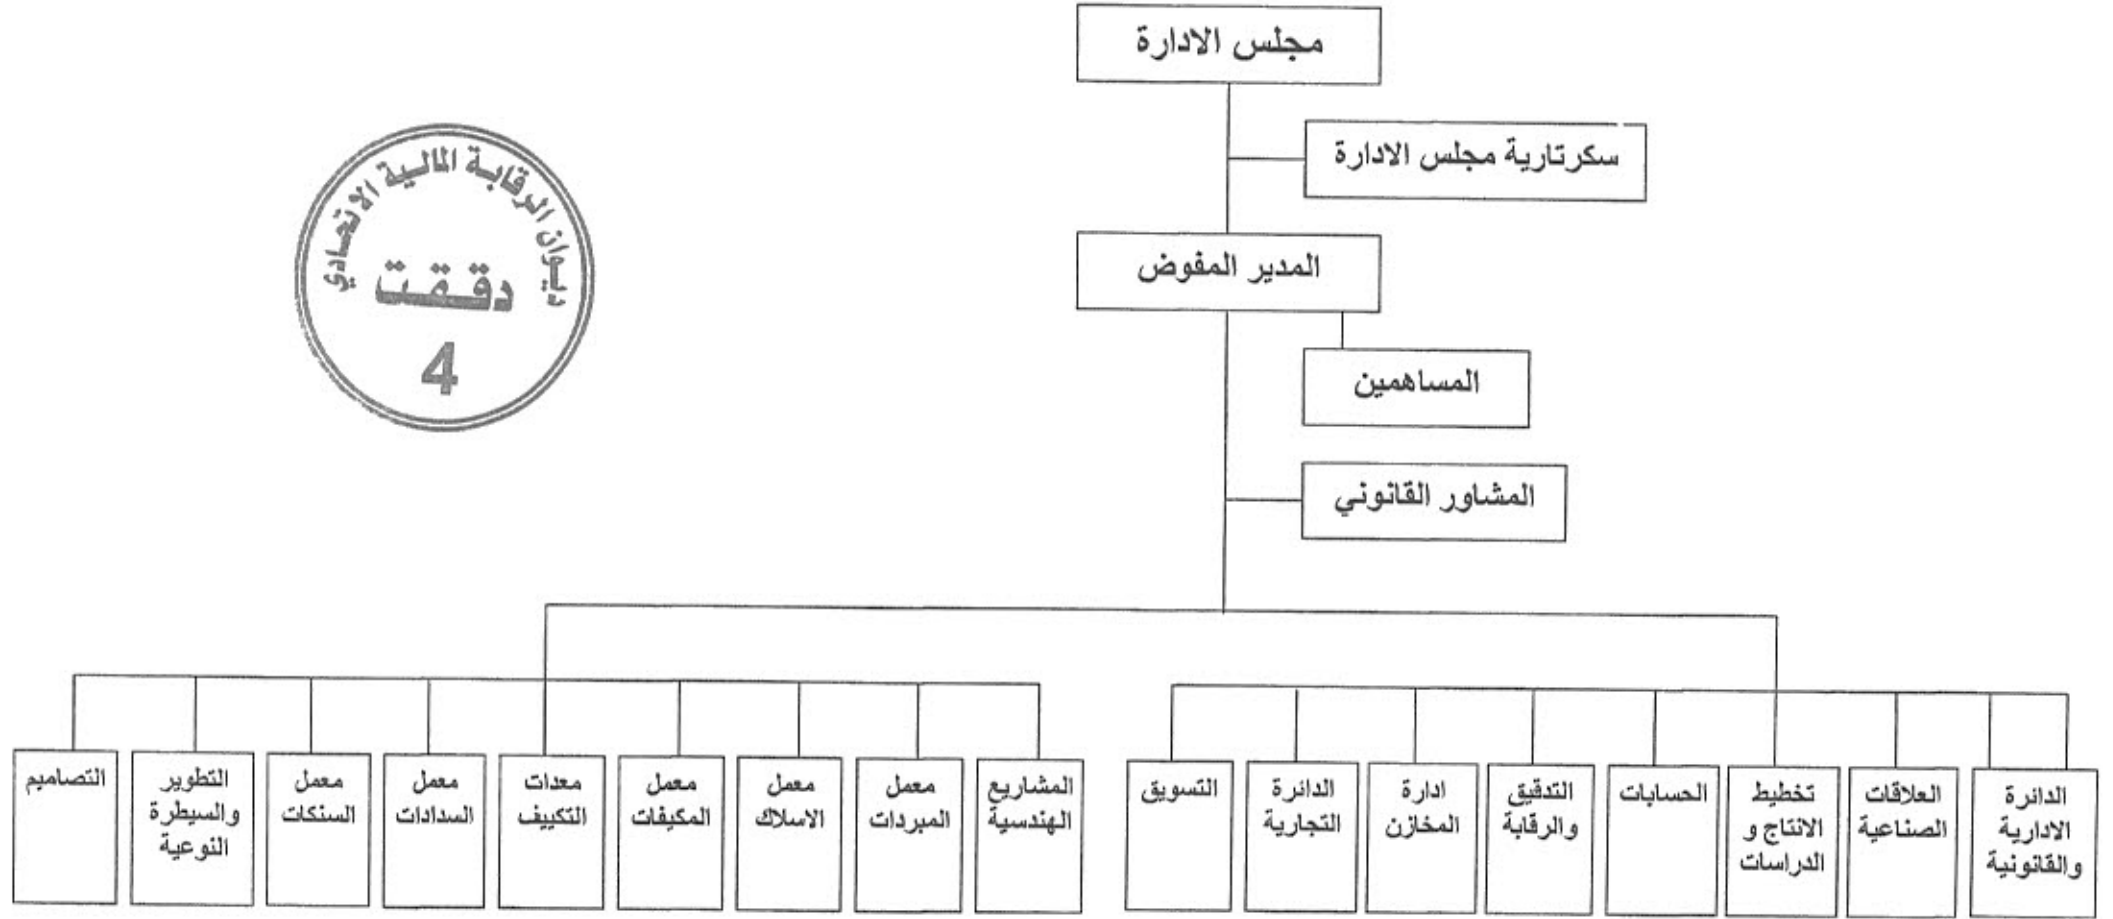 مجلس الادارة
سكرتارية مجلس الادارة
ديوان الرقابة المالية الاتحادي
دققت
4
المدير المفوض
المساهمين
المشاور القانوني
الدائرة
الادارية
والقانونية
العلاقات
الصناعية
تخطيط
الانتاج و
الدراسات
الحسابات
التدقيق
والرقابة
ادارة
المخازن
الدائرة
التجارية
التسويق
المشاريع
الهندسية
معمل
المبردات
معمل
الاسلاك
معمل
المكيفات
معدات
التكييف
معمل
السدادات
معمل
السنكات
التطوير
والسيطرة
النوعية
التصاميم